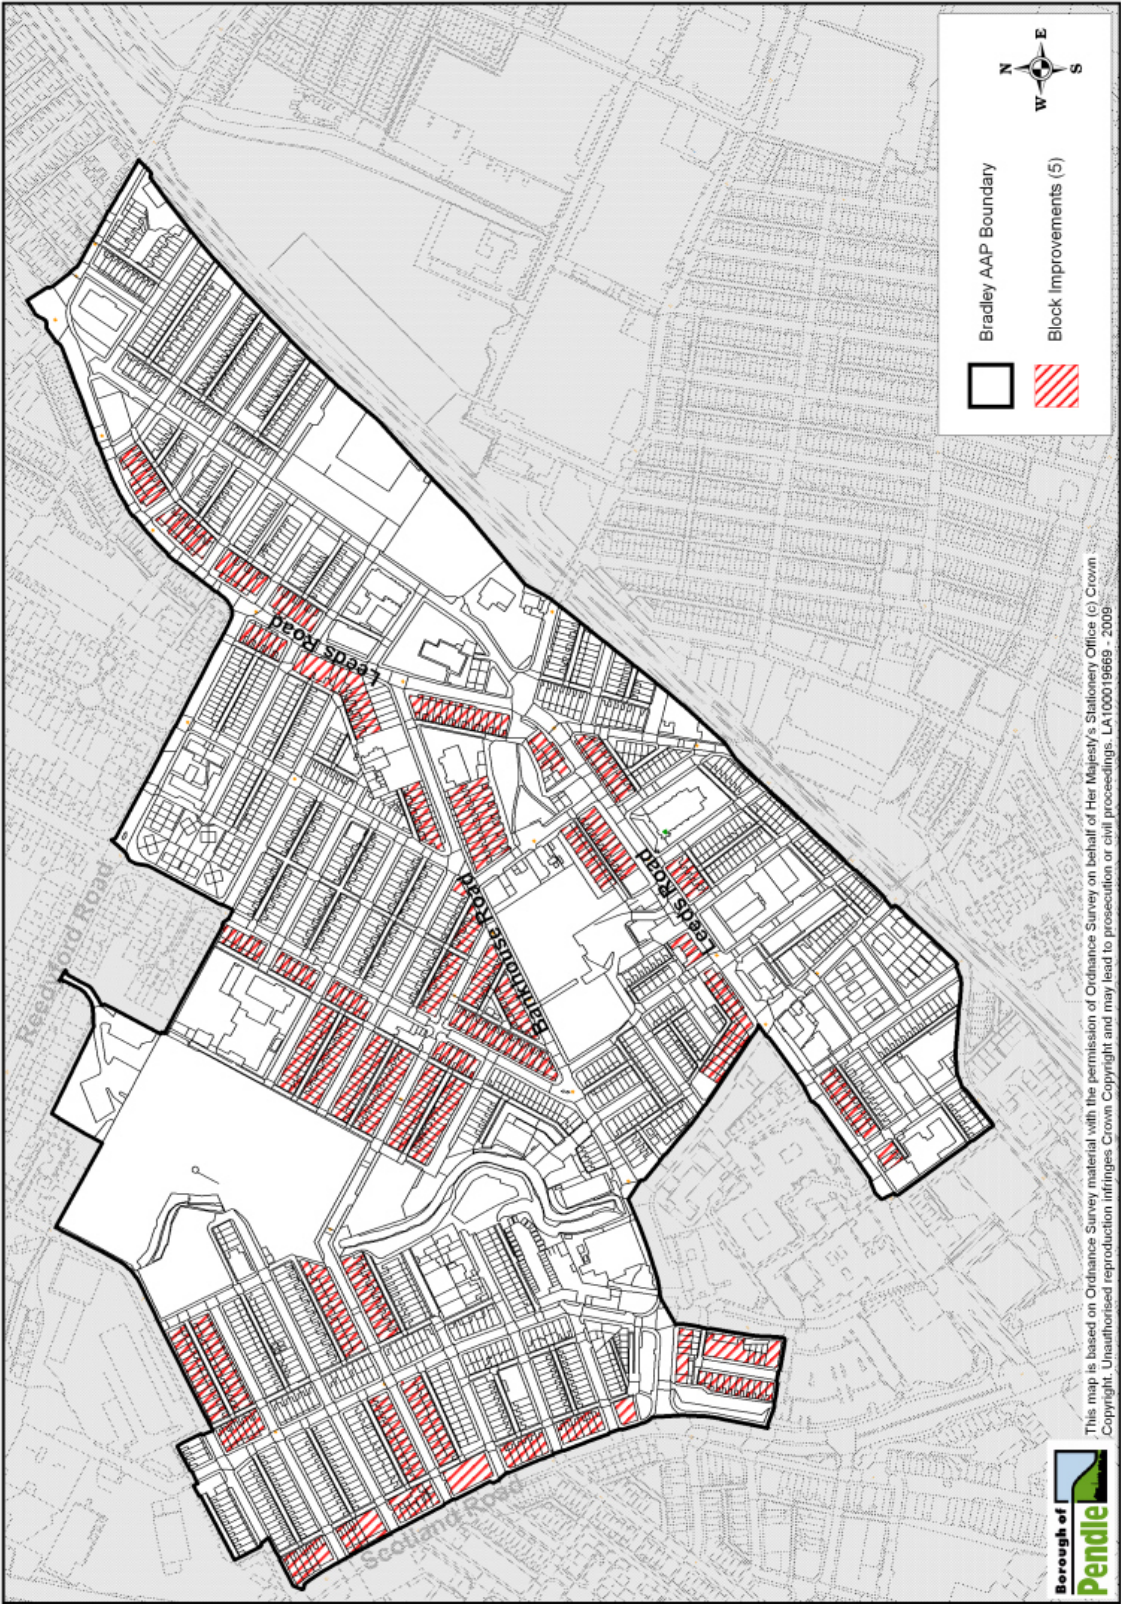 Leeds Road
Bankhouse Road
Leeds Road
Reedyford Road
Scotland Road
N
E
S
W
Bradley AAP Boundary
Block Improvements (5)
Borough of
Pendle
This map is based on Ordnance Survey material with the permission of Ordnance Survey on behalf of Her Majesty's Stationery Office (c) Crown
Copyright. Unauthorised reproduction infringes Crown Copyright and may lead to prosecution or civil proceedings. LA100019669 - 2009